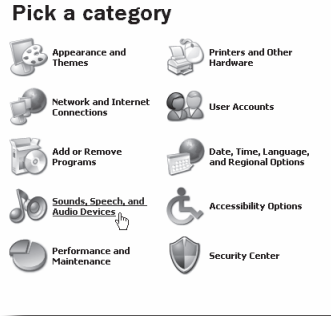 Pick a category
Appearance and
Themes
Printers and Other
Hardware
Network and Internet
Connections
User Accounts
Add or Remove
Programs
Date, Time, Language,
and Regional Options
Sounds, Speech, and
Audio Devices
Accessibility Options
Performance and
Maintenance
Security Center